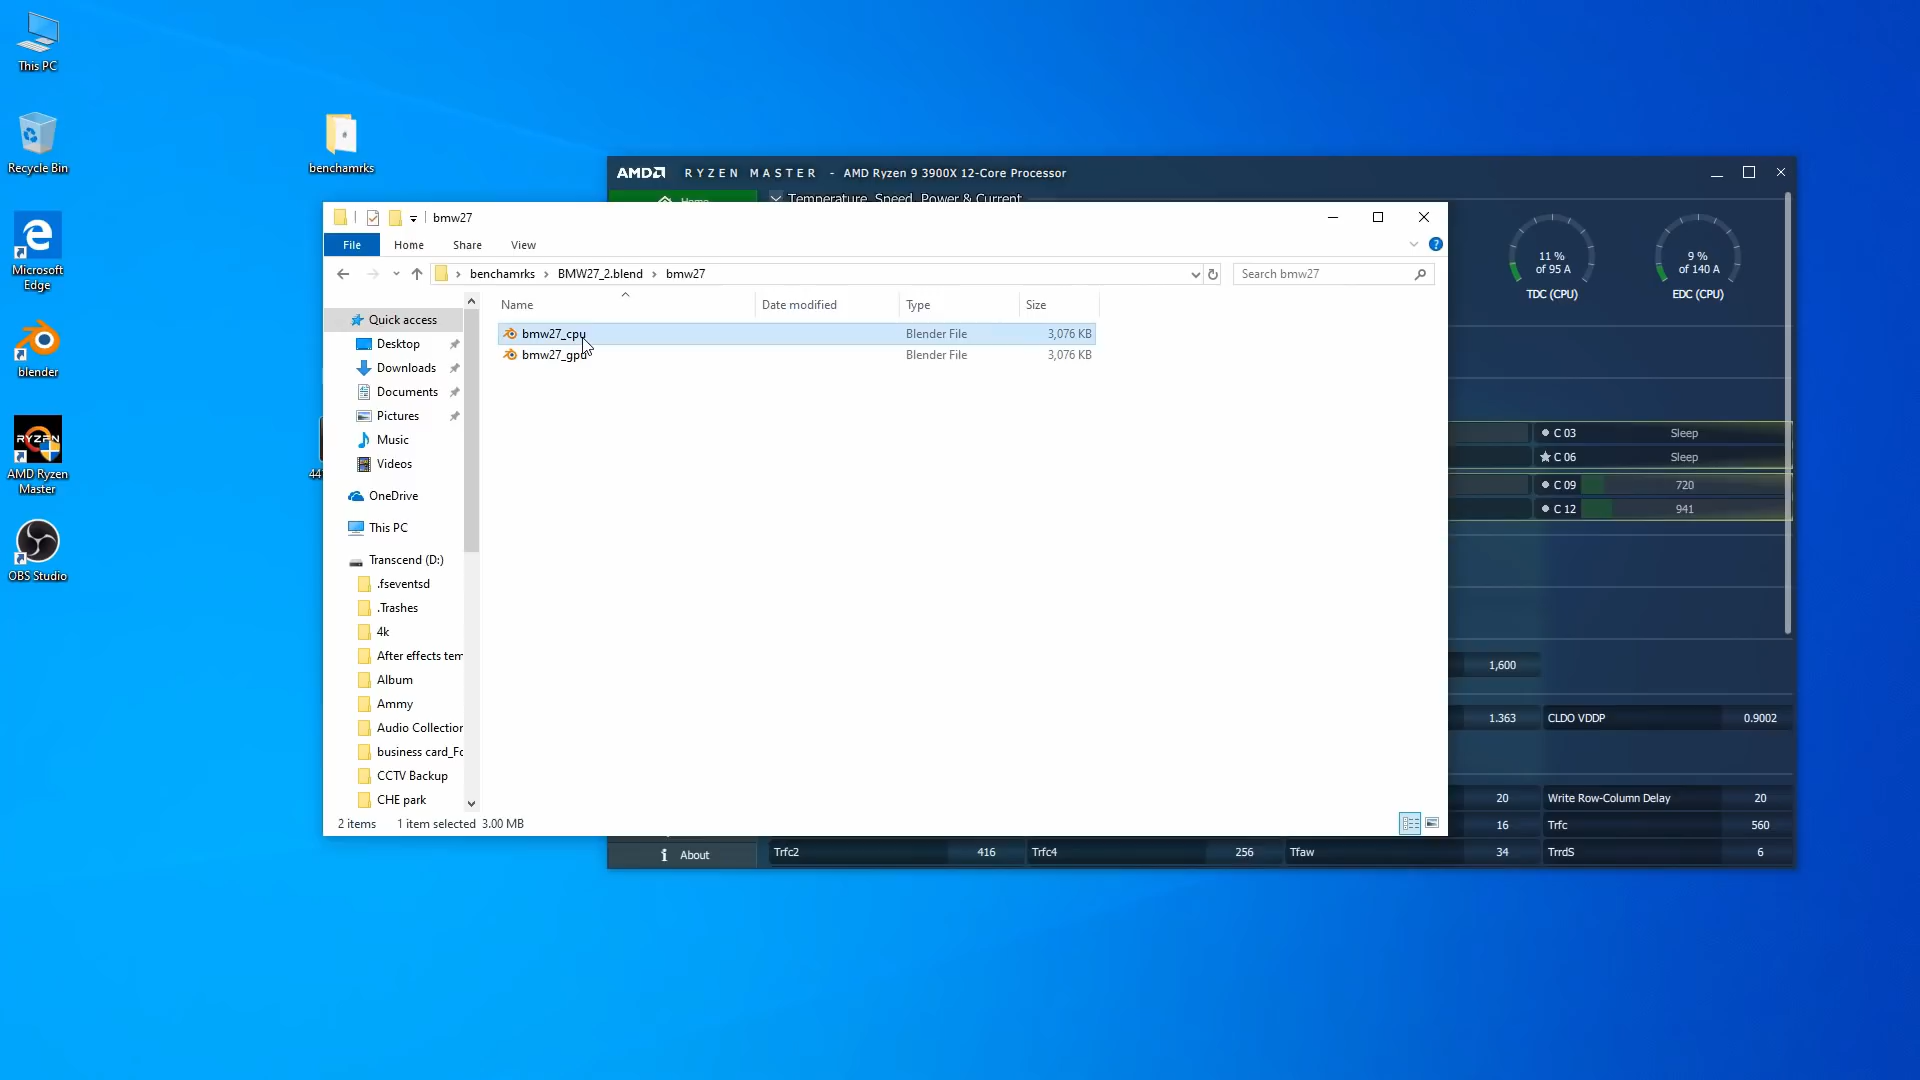 This PC
Recycle Bin
benchamrks
Microsoft
Edge
blender
RYZEN
AMD Ryzen
Master
OBS Studio
AMD RYZEN MASTER - AMD Ryzen 9 3900X 12-Core Processor
Home
Temperature, Speed, Power & Current
bmw27
File Home Share View
benchamrks > BMW27_2.blend > bmw27
Search bmw27
Name Date modified Type Size
bmw27_cpu Blender File 3,076 KB
bmw27_gpu Blender File 3,076 KB
Quick access
Desktop
Downloads
Documents
Pictures
Music
Videos
OneDrive
This PC
Transcend (D:)
.fseventsd
.Trashes
4k
After effects tem
Album
Ammy
Audio Collection
business card_Fo
CCTV Backup
CHE park
2 items 1 item selected 3.00 MB
11 %
of 95 A
TDC (CPU)
9 %
of 140 A
EDC (CPU)
C 03 Sleep
C 06 Sleep
C 09 720
C 12 941
1,600
1.363 CLDO VDDP 0.9002
20 Write Row-Column Delay 20
16 Trfc 560
About
Trfc2 416 Trfc4 256 Tfaw 34 TrrdS 6